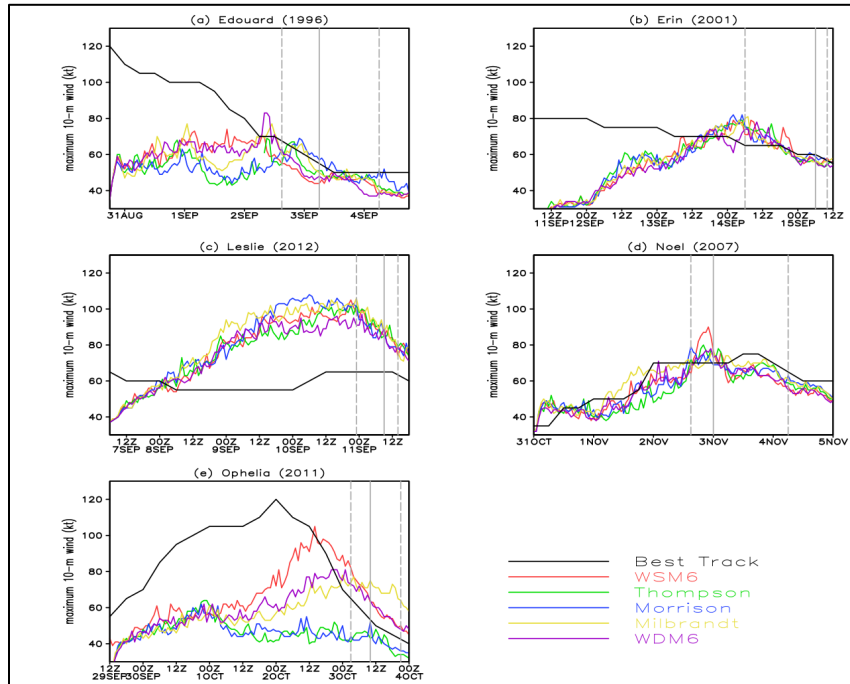 (a) Edouard (1996)
120
100
80
60
40
maximum 10-m wind (kt)
31AUG 1SEP 2SEP 3SEP 4SEP
(b) Erin (2001)
120
100
80
60
40
maximum 10-m wind (kt)
12Z 00Z 12Z 00Z 12Z 00Z 12Z 00Z 12Z
11SEP 12SEP 13SEP 14SEP 15SEP
(c) Leslie (2012)
120
100
80
60
40
maximum 10-m wind (kt)
12Z 00Z 12Z 00Z 12Z 00Z 12Z 00Z 12Z
7SEP 8SEP 9SEP 10SEP 11SEP
(d) Noel (2007)
120
100
80
60
40
maximum 10-m wind (kt)
31OCT 1NOV 2NOV 3NOV 4NOV 5NOV
(e) Ophelia (2011)
120
100
80
60
40
maximum 10-m wind (kt)
12Z 00Z 12Z 00Z 12Z 00Z 12Z 00Z 12Z 00Z
29SEP 30SEP 1OCT 2OCT 3OCT 4OCT
Best Track
WSM6
Thompson
Morrison
Milbrandt
WDM6